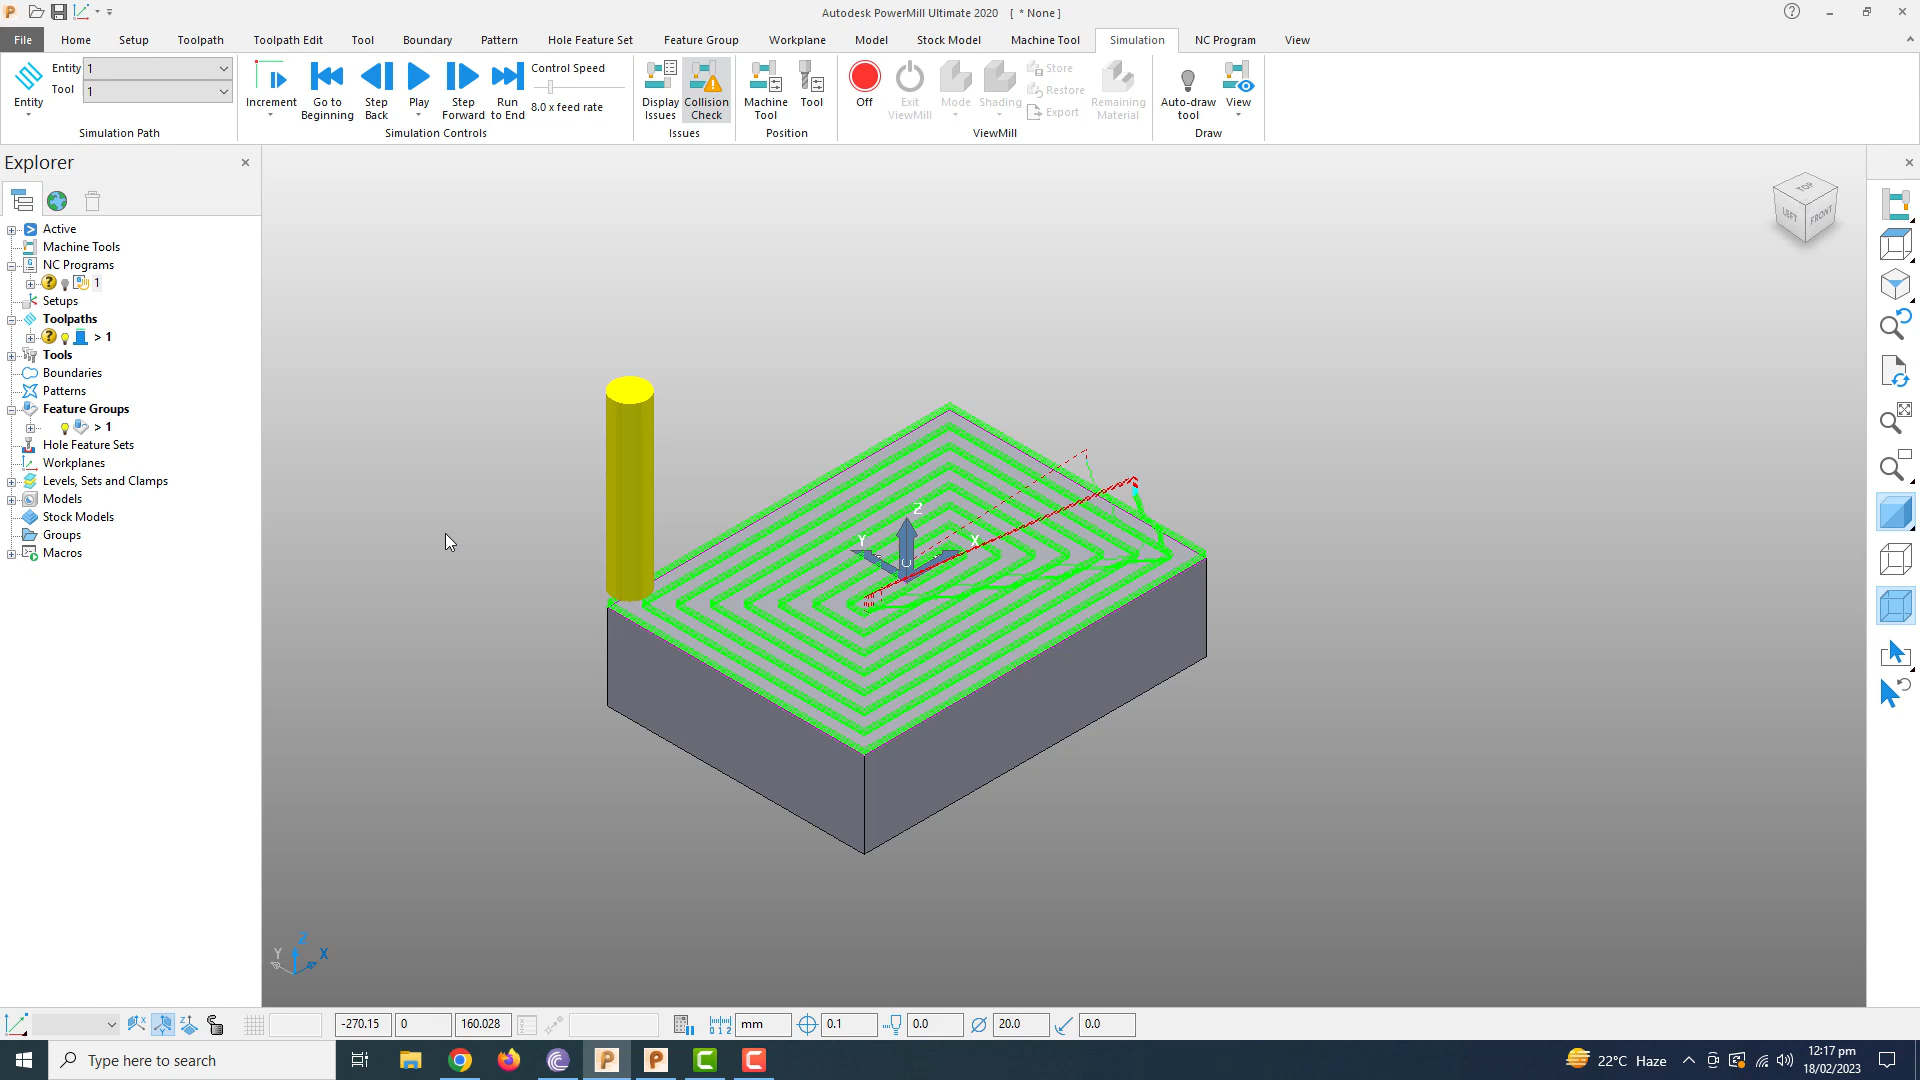 Autodesk PowerMill Ultimate 2020 [ * None ]
File Home Setup Toolpath Toolpath Edit Tool Boundary Pattern Hole Feature Set Feature Group Workplane Model Stock Model Machine Tool Simulation NC Program View
Entity 1
Tool 1
Entity
Simulation Path
Increment
Go to Beginning
Step Back
Play
Step Forward
Run to End
Control Speed
8.0 x feed rate
Simulation Controls
Display Issues
Collision Check
Issues
Machine Tool
Tool
Position
Off
Exit ViewMill
Mode
Shading
Store
Restore
Export
Remaining Material
ViewMill
Auto-draw tool
View
Draw
Explorer
Active
Machine Tools
NC Programs
1
Setups
Toolpaths
> 1
Tools
Boundaries
Patterns
Feature Groups
> 1
Hole Feature Sets
Workplanes
Levels, Sets and Clamps
Models
Stock Models
Groups
Macros
TOP
LEFT
FRONT
Z
Y
X
Z
Y
X
-270.15 0 160.028 mm 0.1 0.0 20.0 0.0
Type here to search
22°C Haze
12:17 pm
18/02/2023